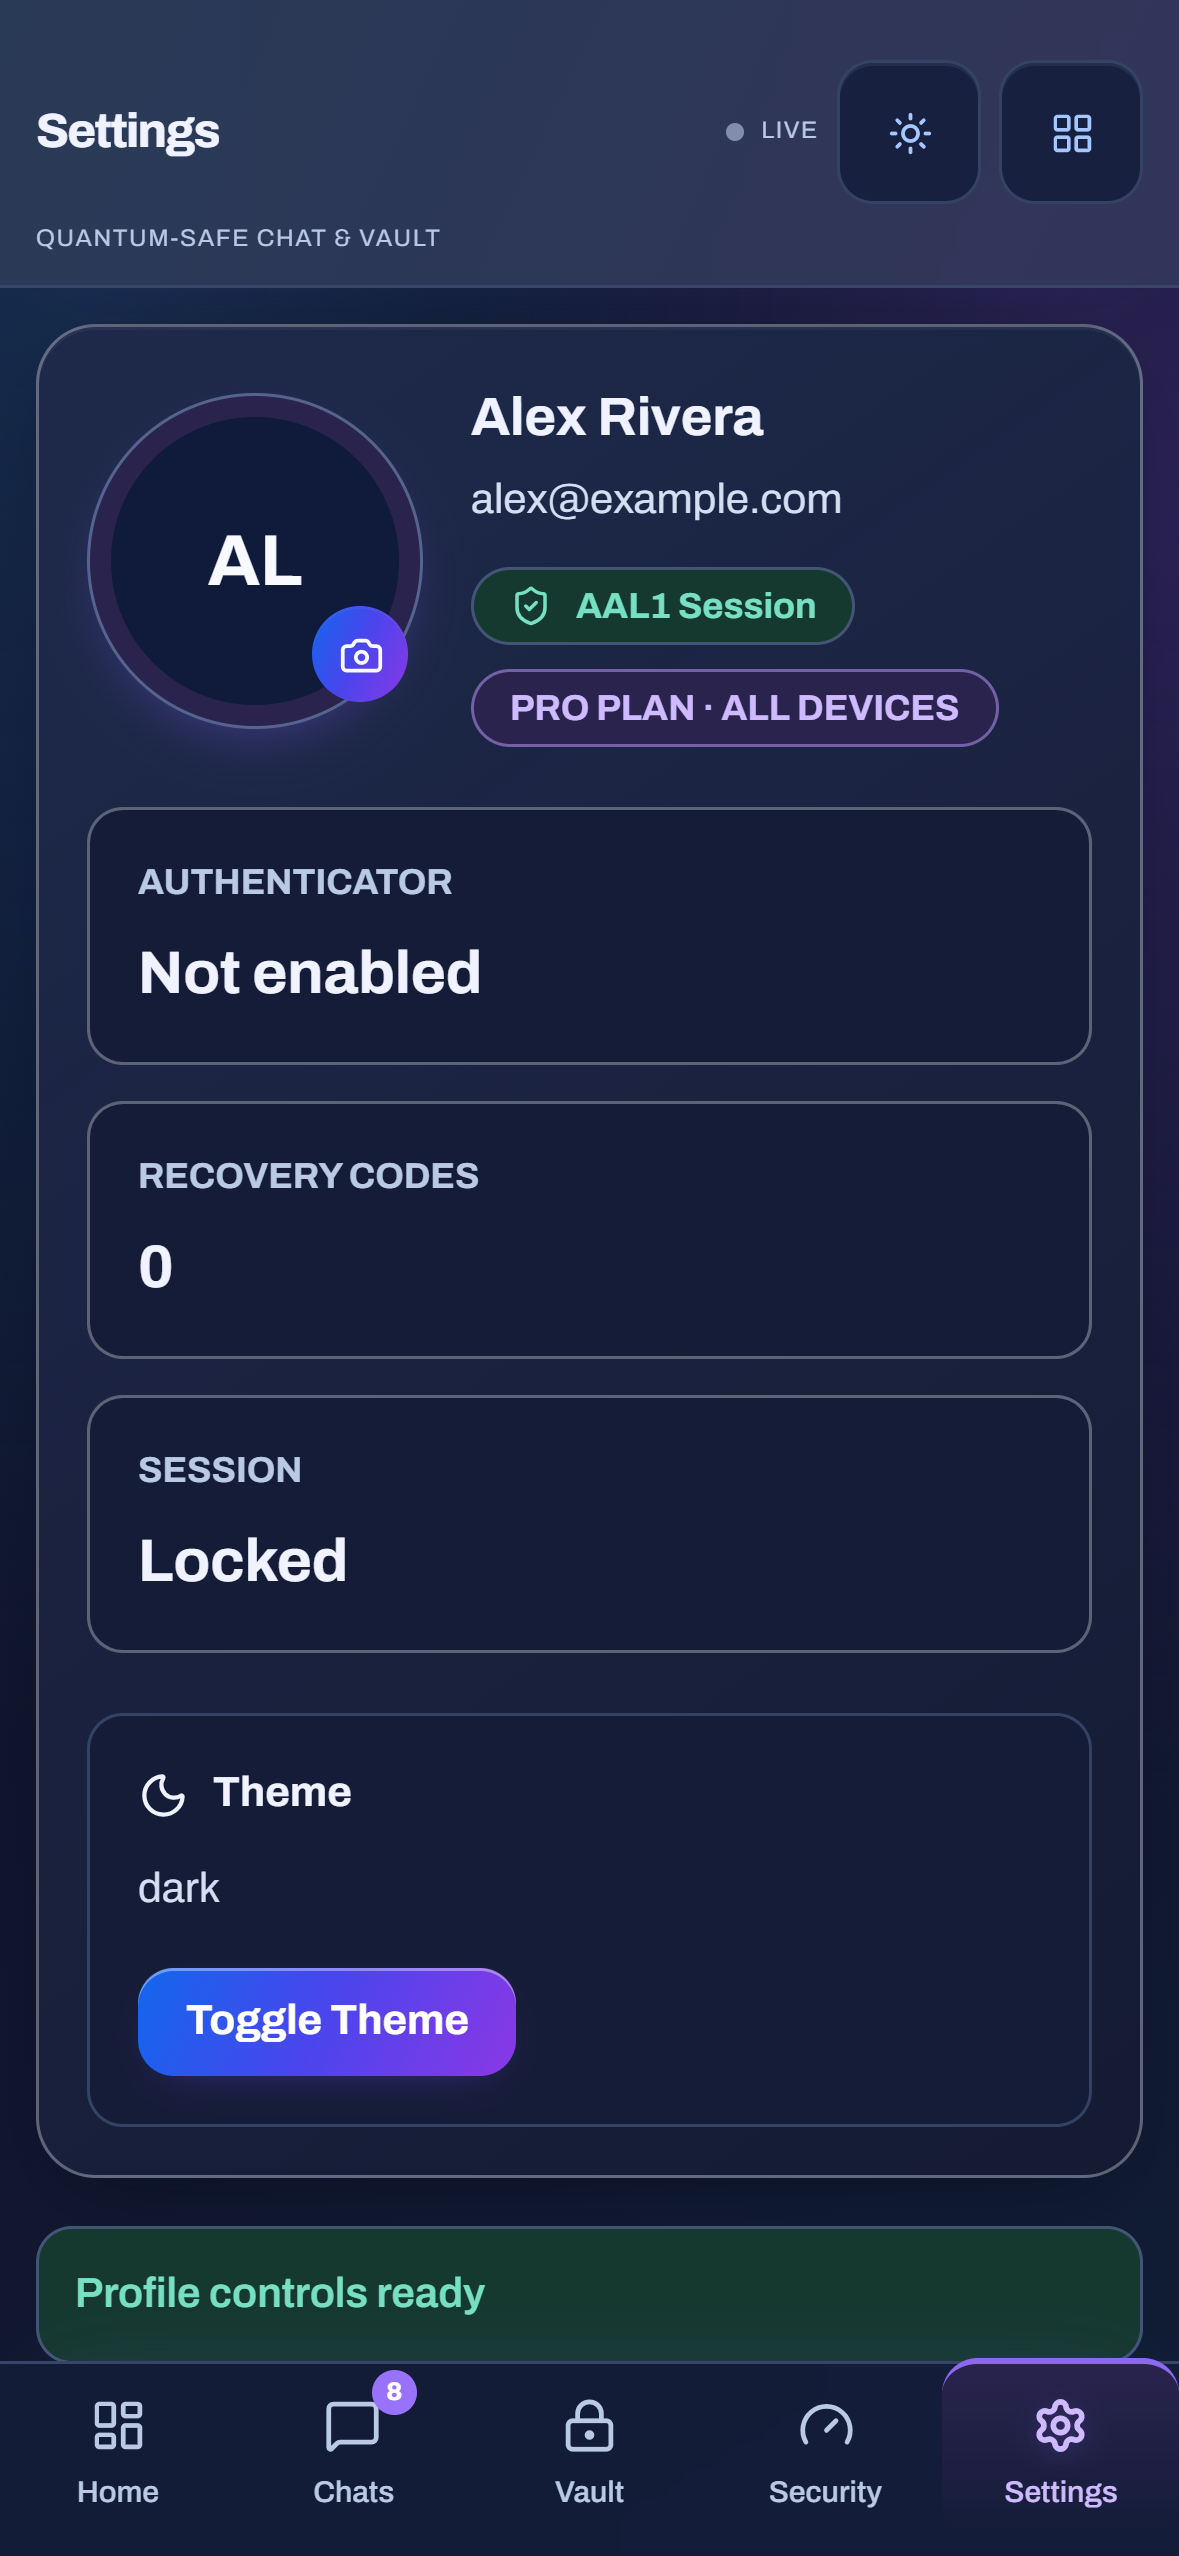 Settings
LIVE
QUANTUM-SAFE CHAT & VAULT
Alex Rivera
alex@example.com
AL
AAL1 Session
PRO PLAN · ALL DEVICES
AUTHENTICATOR
Not enabled
RECOVERY CODES
0
SESSION
Locked
Theme
dark
Toggle Theme
Profile controls ready
8
Home
Chats
Vault
Security
Settings